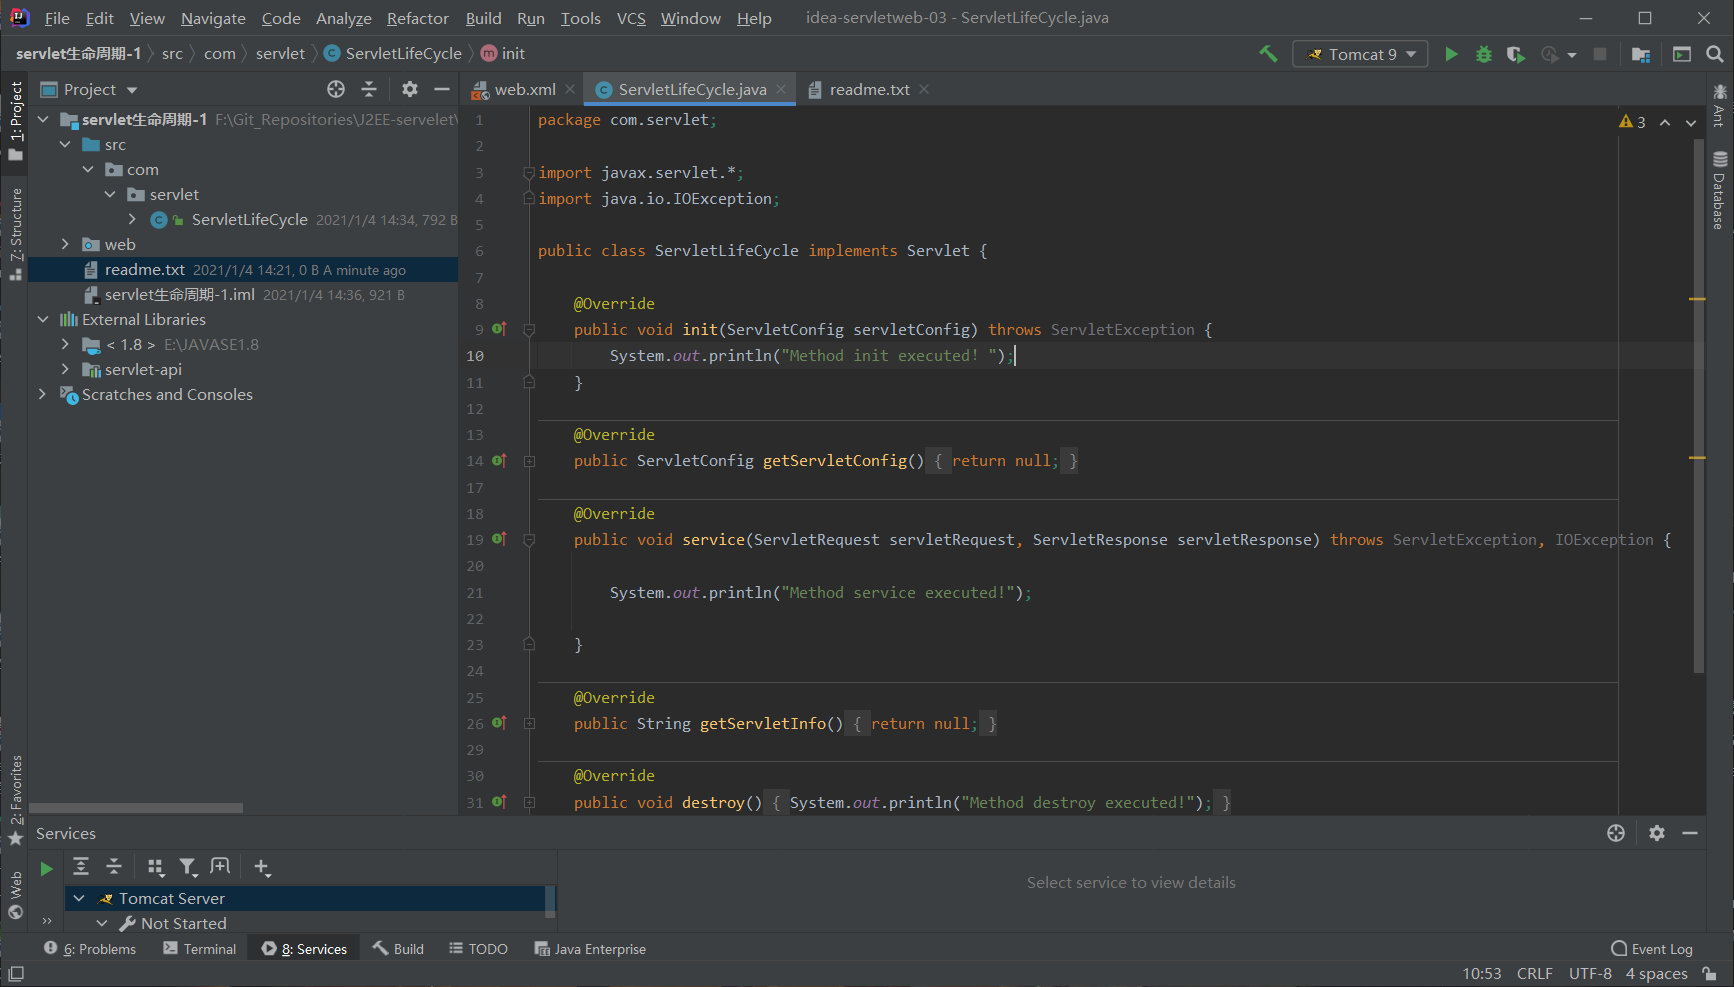 File Edit View Navigate Code Analyze Refactor Build Run Tools VCS Window Help idea-servletweb-03 - ServletLifeCycle.java
servlet生命周期-1 src com servlet ServletLifeCycle init Tomcat 9
1: Project
7: Structure
2: Favorites
Web
Project
servlet生命周期-1 F:\Git_Repositories\J2EE-servelet\
src
com
servlet
ServletLifeCycle 2021/1/4 14:34, 792 B
web
readme.txt 2021/1/4 14:21, 0 B A minute ago
servlet生命周期-1.iml 2021/1/4 14:36, 921 B
External Libraries
< 1.8 > E:\JAVASE1.8
servlet-api
Scratches and Consoles
web.xml ServletLifeCycle.java readme.txt
3
1 package com.servlet;
2
3 import javax.servlet.*;
4 import java.io.IOException;
5
6 public class ServletLifeCycle implements Servlet {
7
8 @Override
9 public void init(ServletConfig servletConfig) throws ServletException {
10 System.out.println("Method init executed! ");
11 }
12
13 @Override
14 public ServletConfig getServletConfig() { return null; }
17
18 @Override
19 public void service(ServletRequest servletRequest, ServletResponse servletResponse) throws ServletException, IOException {
20
21 System.out.println("Method service executed!");
22
23 }
24
25 @Override
26 public String getServletInfo() { return null; }
29
30 @Override
31 public void destroy() { System.out.println("Method destroy executed!"); }
Ant
Database
Services
Tomcat Server
Not Started
Select service to view details
6: Problems Terminal 8: Services Build TODO Java Enterprise Event Log
10:53 CRLF UTF-8 4 spaces